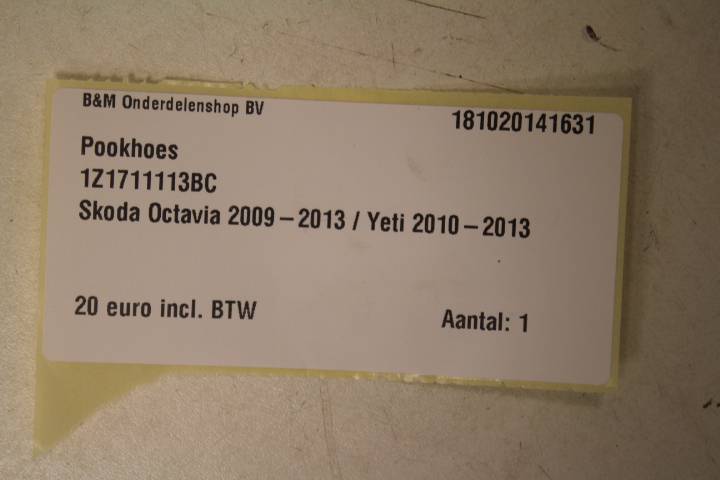 B&M Onderdelenshop BV
181020141631
Pookhoes
1Z1711113BC
Skoda Octavia 2009 – 2013 / Yeti 2010 – 2013
20 euro incl. BTW
Aantal: 1